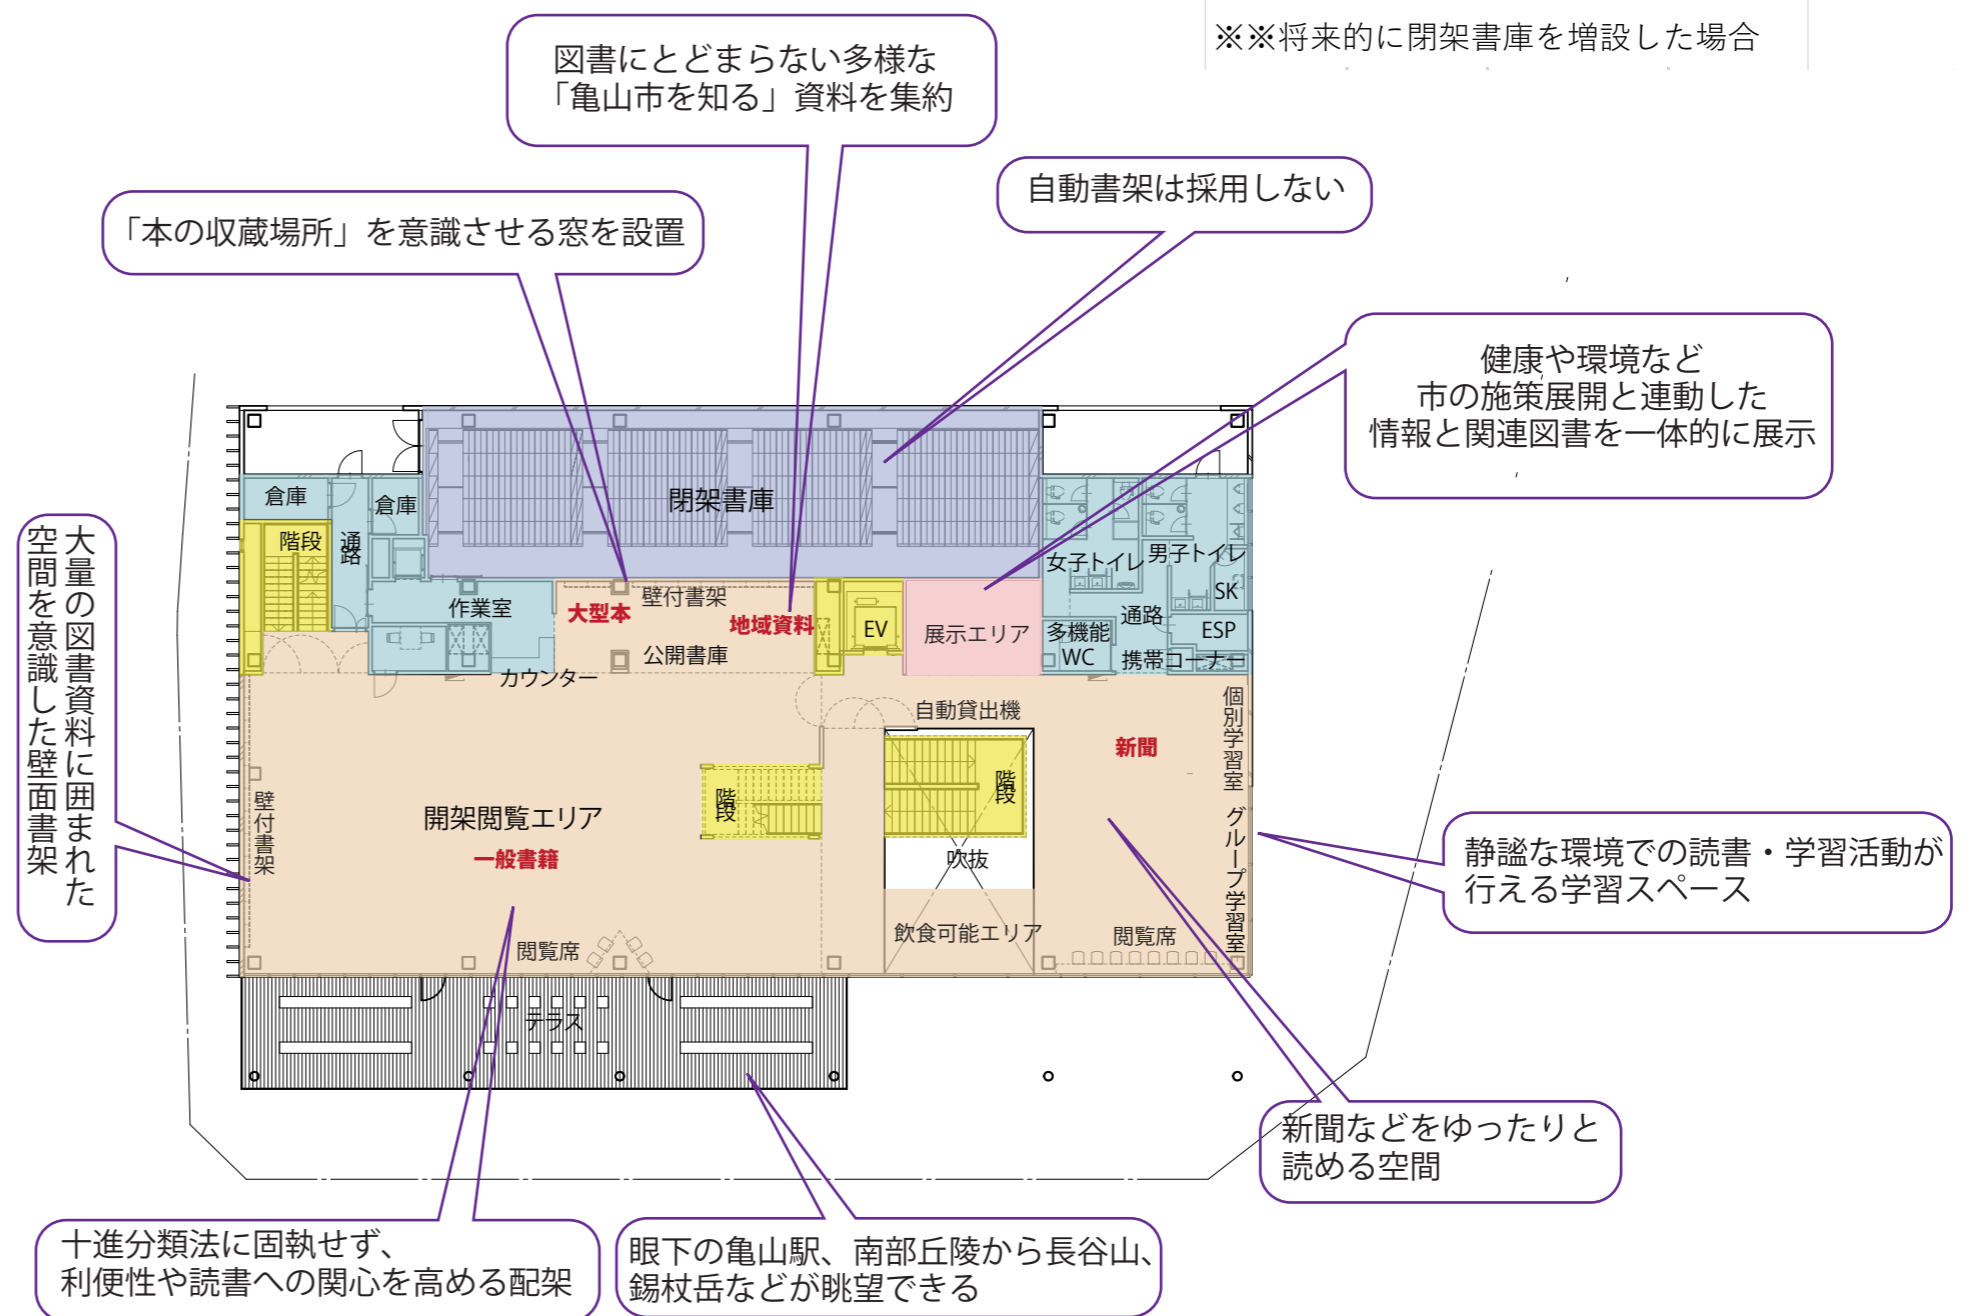 ※※将来的に閉架書庫を増設した場合
図書にとどまらない多様な
「亀山市を知る」資料を集約
自動書架は採用しない
「本の収蔵場所」を意識させる窓を設置
健康や環境など
市の施策展開と連動した
情報と関連図書を一体的に展示
大量の図書資料に囲まれた
空間を意識した壁面書架
倉庫
倉庫
階段
通路
閉架書庫
女子トイレ
男子トイレ
SK
作業室
大型本
壁付書架
地域資料
EV
展示エリア
通路
ESP
多機能
WC
携帯コーナー
公開書庫
カウンター
自動貸出機
新聞
個別学習室
階段
階段
壁付書架
開架閲覧エリア
一般書籍
吹抜
グループ学習室
飲食可能エリア
閲覧席
閲覧席
テラス
静謐な環境での読書・学習活動が
行える学習スペース
新聞などをゆったりと
読める空間
十進分類法に固執せず、
利便性や読書への関心を高める配架
眼下の亀山駅、南部丘陵から長谷山、
錫杖岳などが眺望できる